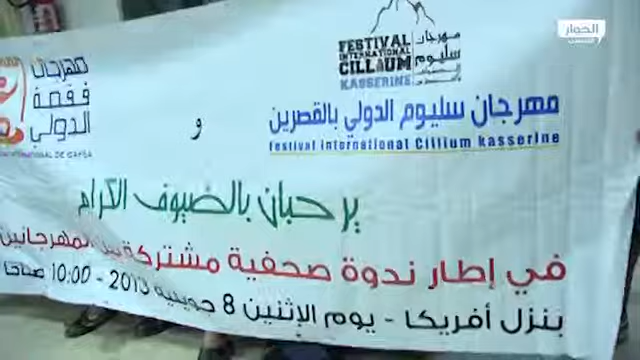 الحوار
التونسي
FESTIVAL
INTERNATIONAL
CILLIUM
KASSERINE
مهرجان
سليوم
الدولي
مهرجان سليوم الدولي بالقصرين
festival international Cillium kasserine
و
مهرجان
قفصة
الدولي
INTERNATIONAL DE GAFSA
يرحبان بالضيوف الكرام
في إطار ندوة صحفية مشتركة بين المهرجانين
بنزل أفريكا - يوم الإثنين 8 جويلية 2013 - 10:00 صباحا